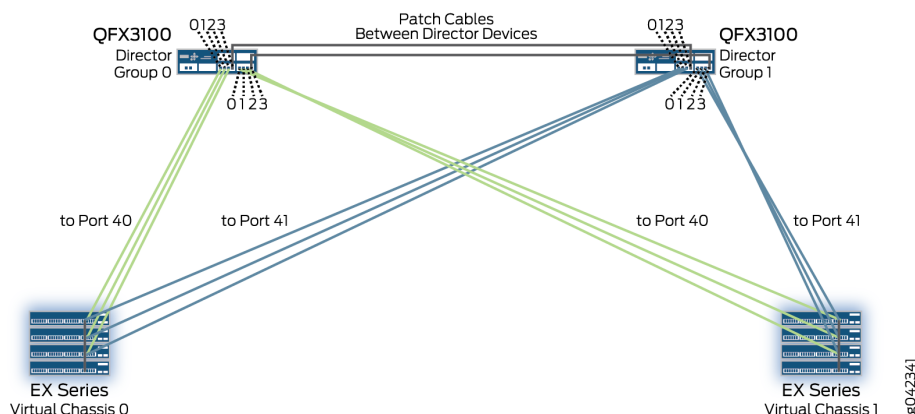 0123
Patch Cables
Between Director Devices
0123
QFX3100
Director
Group 0
QFX3100
Director
Group 1
0123
0123
to Port 40
to Port 41
to Port 40
to Port 41
EX Series
Virtual Chassis 0
EX Series
Virtual Chassis 1
g042341